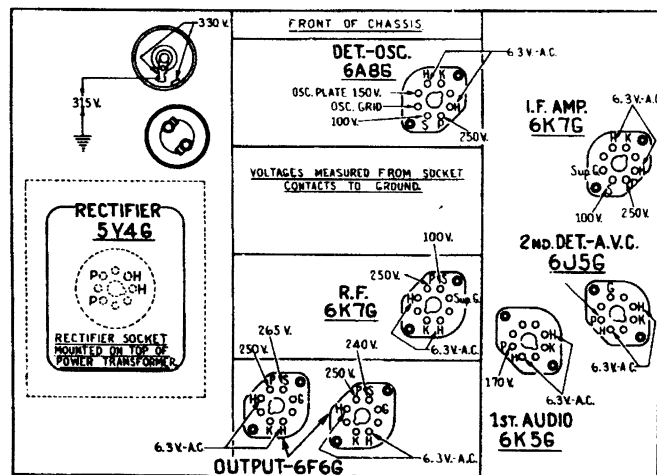 FRONT OF CHASSIS
330 V.
315 V.
DET.-OSC.
6A8G
6.3 V.-A.C.
H K
OSC. PLATE 150 V.
OSC. GRID
H
100 V.
S P
250 V.
I.F. AMP.
6K7G
6.3 V.-A.C.
H K
Sup G.
H
100 V.
250 V.
VOLTAGES MEASURED FROM SOCKET
CONTACTS TO GROUND.
RECTIFIER
5Y4G
P
H
H
P
RECTIFIER SOCKET
MOUNTED ON TOP OF
POWER TRANSFORMER
R.F.
6K7G
100 V.
250 V.
P S
H
Sup G.
K H
6.3 V.-A.C.
2ND. DET.-A.V.C.
6J5G
G
H
P
K
H
6.3 V.-A.C.
H
P
K
H
170 V.
6.3 V.-A.C.
1ST. AUDIO
6K5G
265 V.
250 V.
P S
H
G
K H
6.3 V.-A.C
240 V.
250 V.
P S
H
G
K H
6.3 V.-A.C.
OUTPUT-6F6G